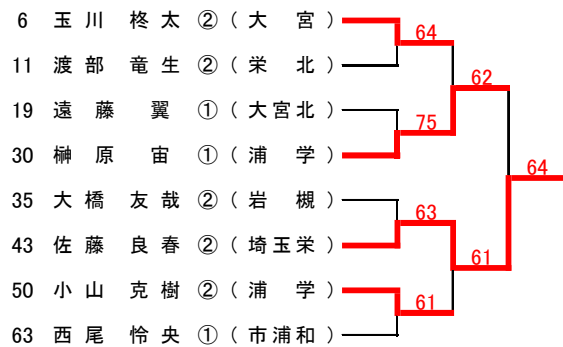 6 玉川 柊太 ② (大宮)
64
11 渡部 竜生 ② (栄北)
62
19 遠藤 翼 ① (大宮北)
75
30 榊原 宙 ① (浦学)
64
35 大橋 友哉 ② (岩槻)
63
43 佐藤 良春 ② (埼玉栄)
61
50 小山 克樹 ② (浦学)
61
63 西尾 怜央 ① (市浦和)